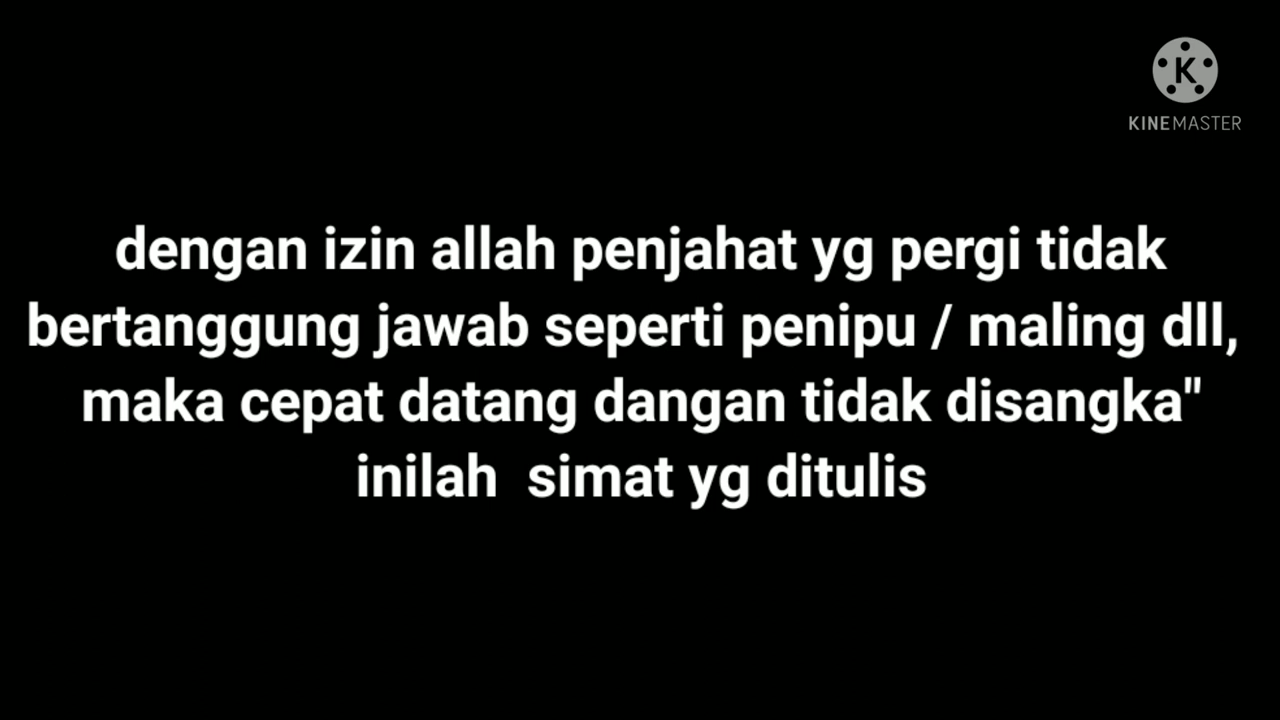 KINEMASTER
dengan izin allah penjahat yg pergi tidak
bertanggung jawab seperti penipu / maling dll,
maka cepat datang dangan tidak disangka"
inilah simat yg ditulis